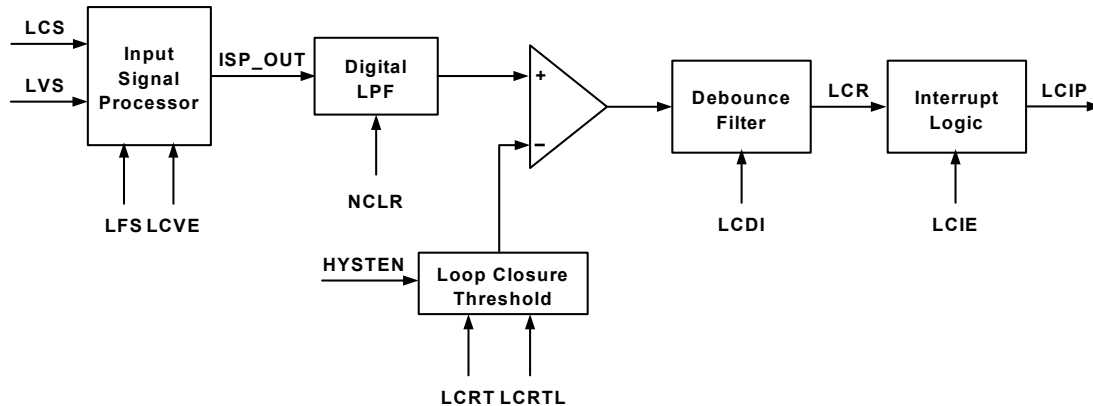 LCS
LVS
Input
Signal
Processor
LFS LCVE
ISP_OUT
Digital
LPF
NCLR
+
−
HYSTEN
Loop Closure
Threshold
LCRT LCRTL
Debounce
Filter
LCDI
LCR
Interrupt
Logic
LCIE
LCIP